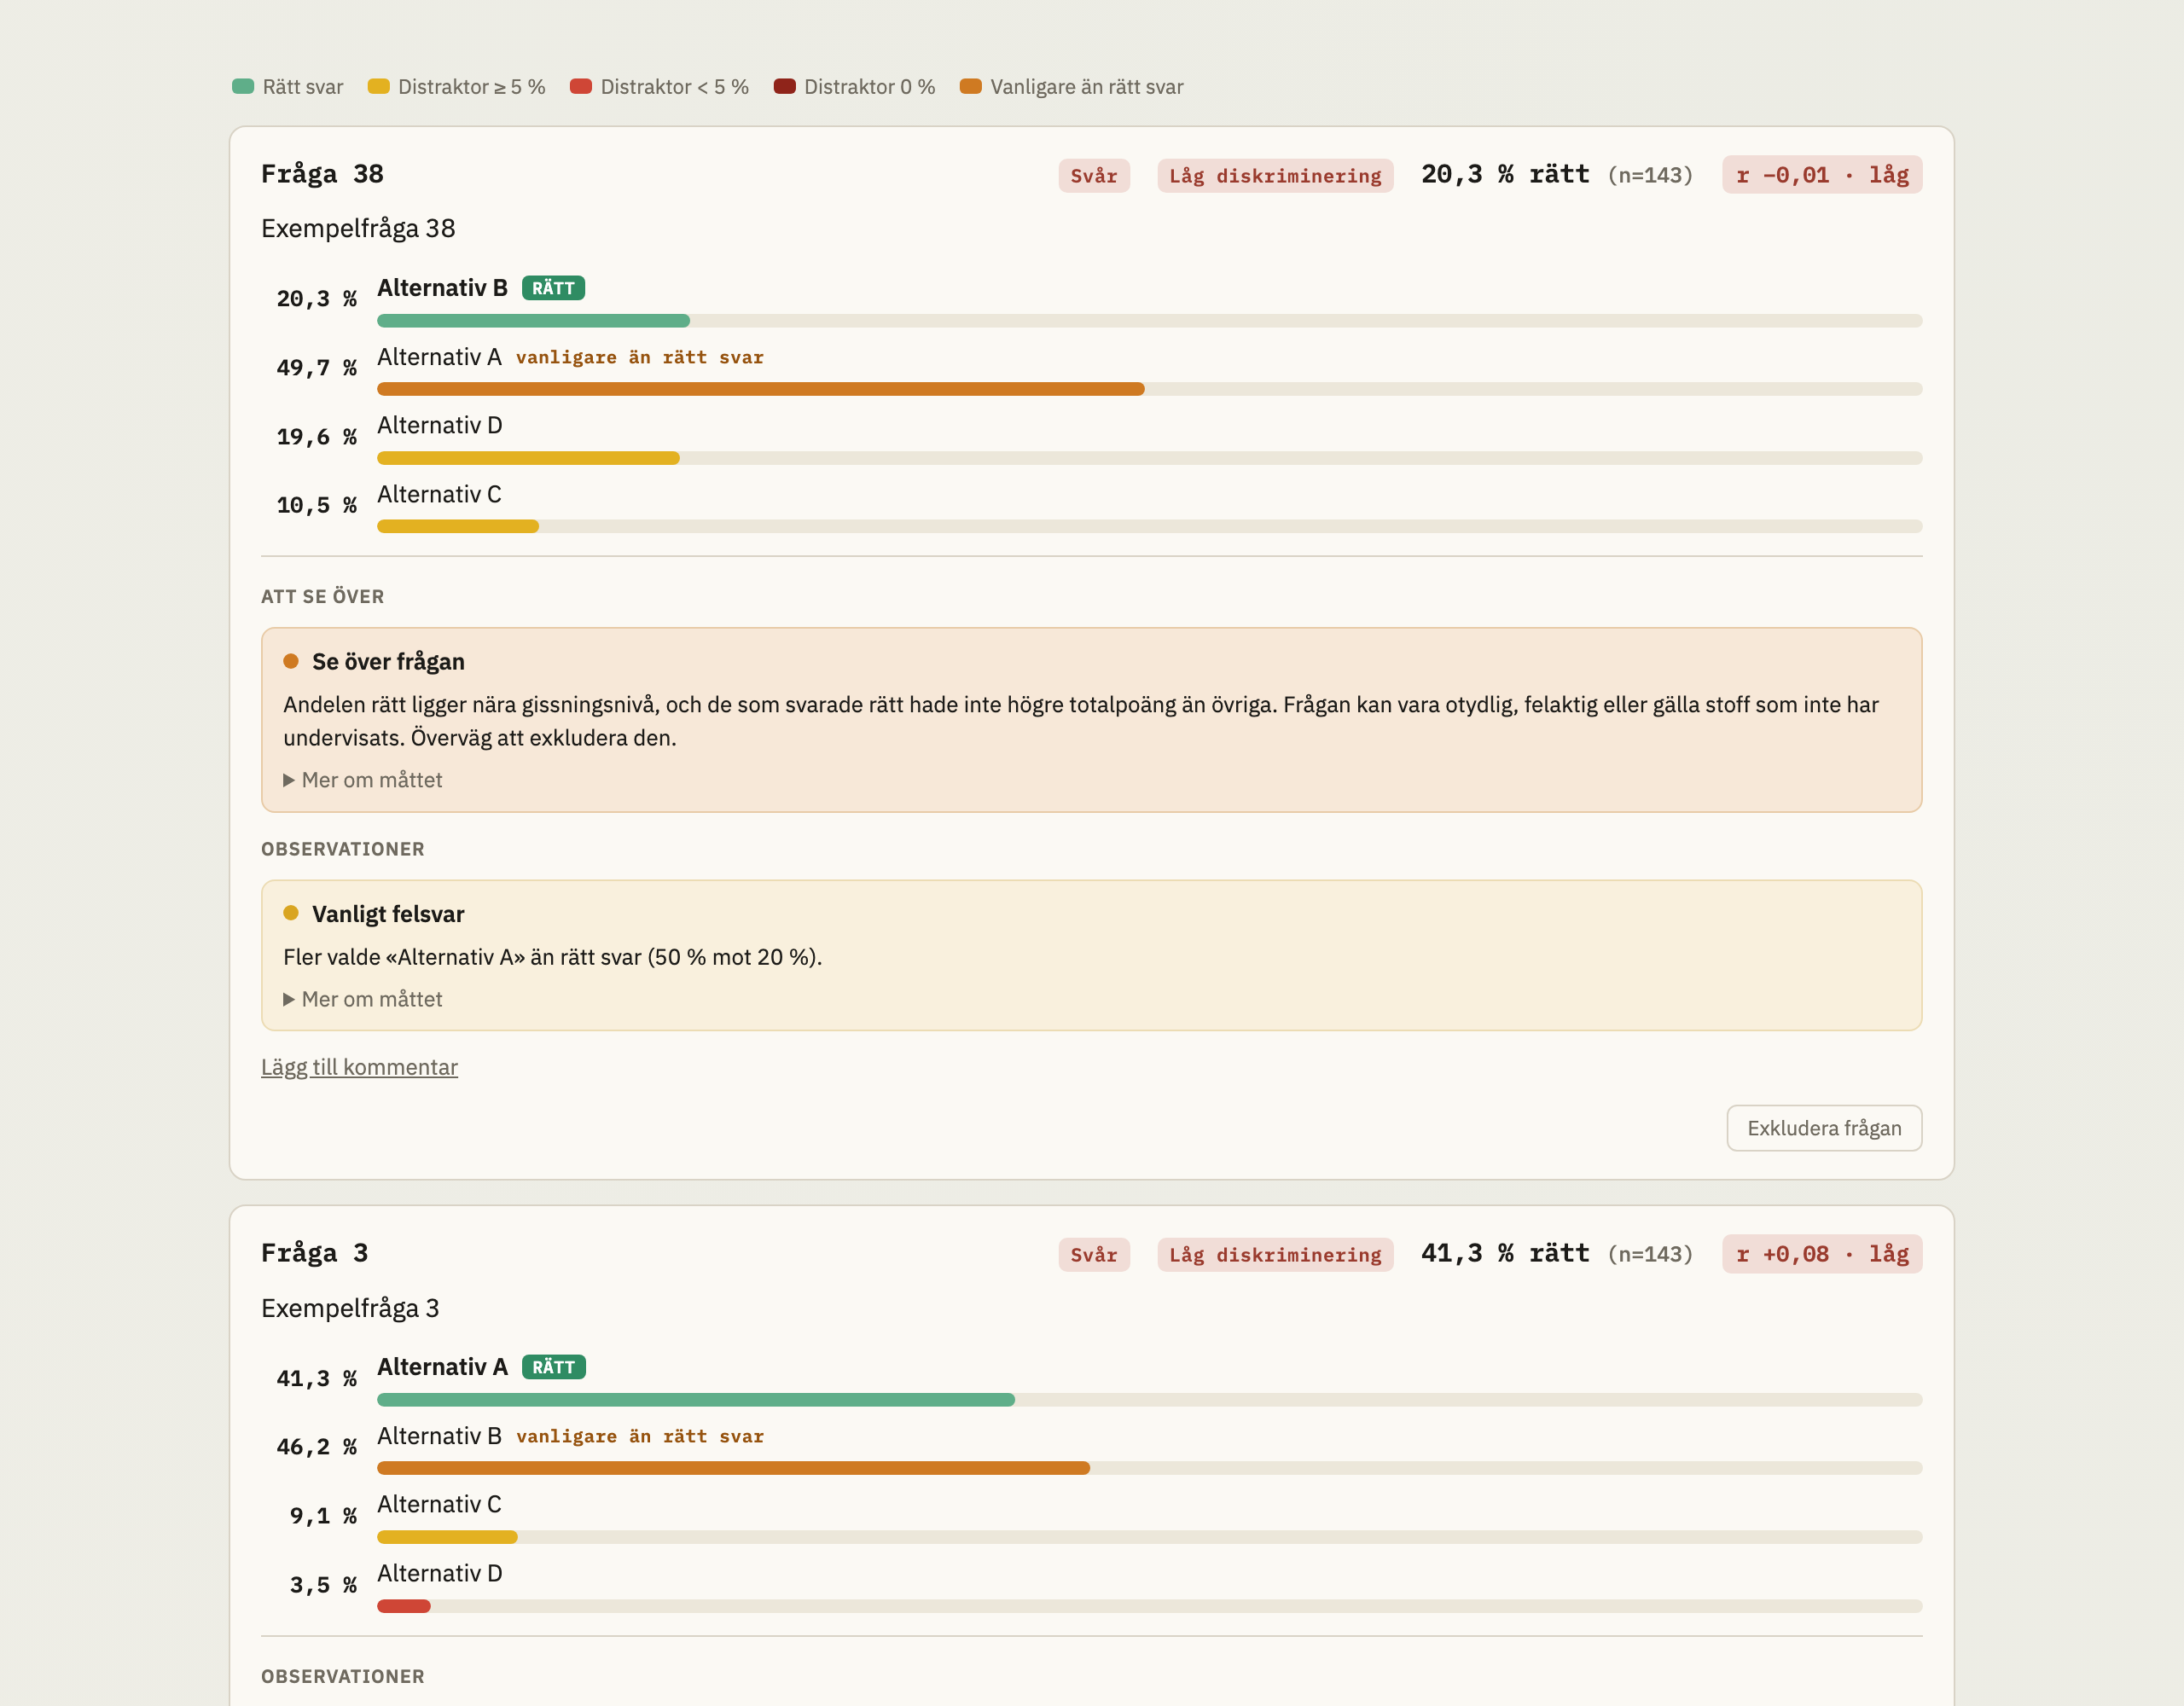 Rätt svar Distraktor ≥ 5 % Distraktor < 5 % Distraktor 0 % Vanligare än rätt svar
Fråga 38 Svår Låg diskriminering 20,3 % rätt (n=143) r −0,01 · låg
Exempelfråga 38
20,3 % Alternativ B RÄTT
49,7 % Alternativ A vanligare än rätt svar
19,6 % Alternativ D
10,5 % Alternativ C
ATT SE ÖVER
Se över frågan
Andelen rätt ligger nära gissningsnivå, och de som svarade rätt hade inte högre totalpoäng än övriga. Frågan kan vara otydlig, felaktig eller gälla stoff som inte har
undervisats. Överväg att exkludera den.
▶ Mer om måttet
OBSERVATIONER
Vanligt felsvar
Fler valde «Alternativ A» än rätt svar (50 % mot 20 %).
▶ Mer om måttet
Lägg till kommentar
Exkludera frågan
Fråga 3 Svår Låg diskriminering 41,3 % rätt (n=143) r +0,08 · låg
Exempelfråga 3
41,3 % Alternativ A RÄTT
46,2 % Alternativ B vanligare än rätt svar
9,1 % Alternativ C
3,5 % Alternativ D
OBSERVATIONER